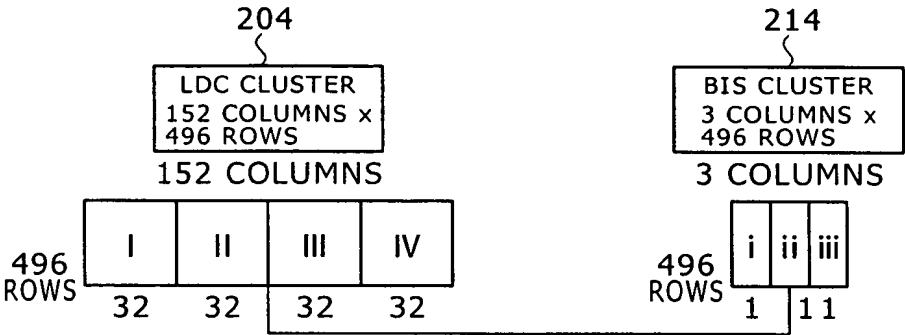 204
LDC CLUSTER
152 COLUMNS x
496 ROWS
152 COLUMNS
I II III IV
496
ROWS
32 32 32 32
214
BIS CLUSTER
3 COLUMNS x
496 ROWS
3 COLUMNS
i ii iii
496
ROWS
1 1 1